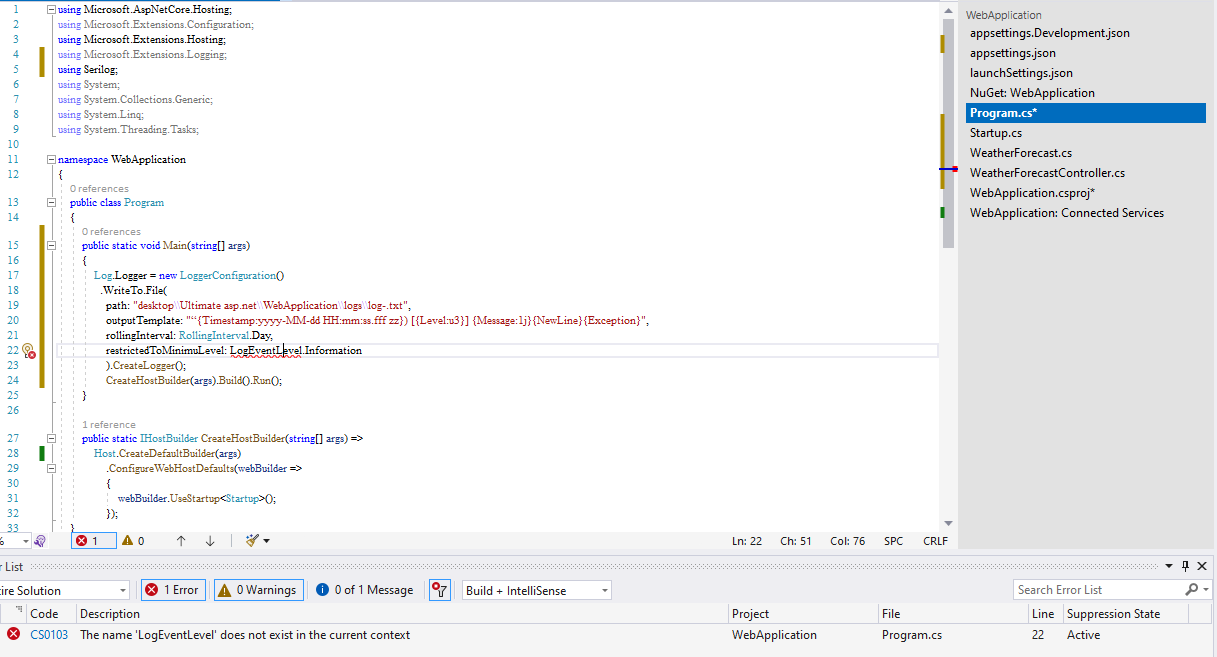 1 using Microsoft.AspNetCore.Hosting;
2 using Microsoft.Extensions.Configuration;
3 using Microsoft.Extensions.Hosting;
4 using Microsoft.Extensions.Logging;
5 using Serilog;
6 using System;
7 using System.Collections.Generic;
8 using System.Linq;
9 using System.Threading.Tasks;
10
11 namespace WebApplication
12 {
0 references
13 public class Program
14 {
0 references
15 public static void Main(string[] args)
16 {
17 Log.Logger = new LoggerConfiguration()
18 .WriteTo.File(
19 path: "desktop\\Ultimate asp.net\\WebApplication\\logs\\log-.txt",
20 outputTemplate: "“{Timestamp:yyyy-MM-dd HH:mm:ss.fff zz}) [{Level:u3}] {Message:1j}{NewLine}{Exception}",
21 rollingInterval: RollingInterval.Day,
22 restrictedToMinimuLevel: LogEventLevel.Information
23 ).CreateLogger();
24 CreateHostBuilder(args).Build().Run();
25 }
26
1 reference
27 public static IHostBuilder CreateHostBuilder(string[] args) =>
28 Host.CreateDefaultBuilder(args)
29 .ConfigureWebHostDefaults(webBuilder =>
30 {
31 webBuilder.UseStartup<Startup>();
32 });
33 }
% 1 0 Ln: 22 Ch: 51 Col: 76 SPC CRLF
WebApplication
appsettings.Development.json
appsettings.json
launchSettings.json
NuGet: WebApplication
Program.cs*
Startup.cs
WeatherForecast.cs
WeatherForecastController.cs
WebApplication.csproj*
WebApplication: Connected Services
r List
ire Solution 1 Error 0 Warnings 0 of 1 Message Build + IntelliSense Search Error List
Code Description Project File Line Suppression State
CS0103 The name 'LogEventLevel' does not exist in the current context WebApplication Program.cs 22 Active